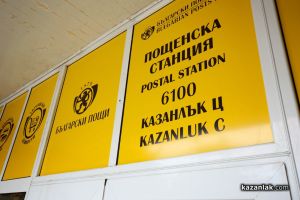 БЪЛГАРСКИ ПОЩИ
BULGARIAN POSTS
ПОЩЕНСКА
СТАНЦИЯ
POSTAL STATION
6100
КАЗАНЛЪК Ц
KAZANLUK C
БЪЛГАРСКИ ПОЩИ
kazanlak.com